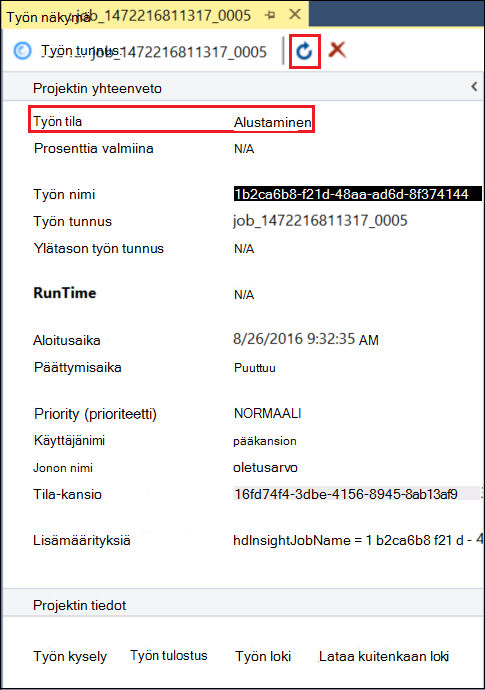 Työn näkymä job_1472216811317_0005
Työn tunnus: job_1472216811317_0005
Projektin yhteenveto
Työn tila Alustaminen
Prosenttia valmiina N/A
Työn nimi 1b2ca6b8-f21d-48aa-ad6d-8f374144
Työn tunnus job_1472216811317_0005
Ylätason työn tunnus N/A
RunTime N/A
Aloitusaika 8/26/2016 9:32:35 AM
Päättymisaika Puuttuu
Priority (prioriteetti) NORMAALI
Käyttäjänimi pääkansion
Jonon nimi oletusarvo
Tila-kansio 16fd74f4-3dbe-4156-8945-8ab13af9
Lisämäärityksiä hdInsightJobName = 1 b2ca6b8 f21 d - 4
Projektin tiedot
Työn kysely Työn tulostus Työn loki Lataa kuitenkaan loki